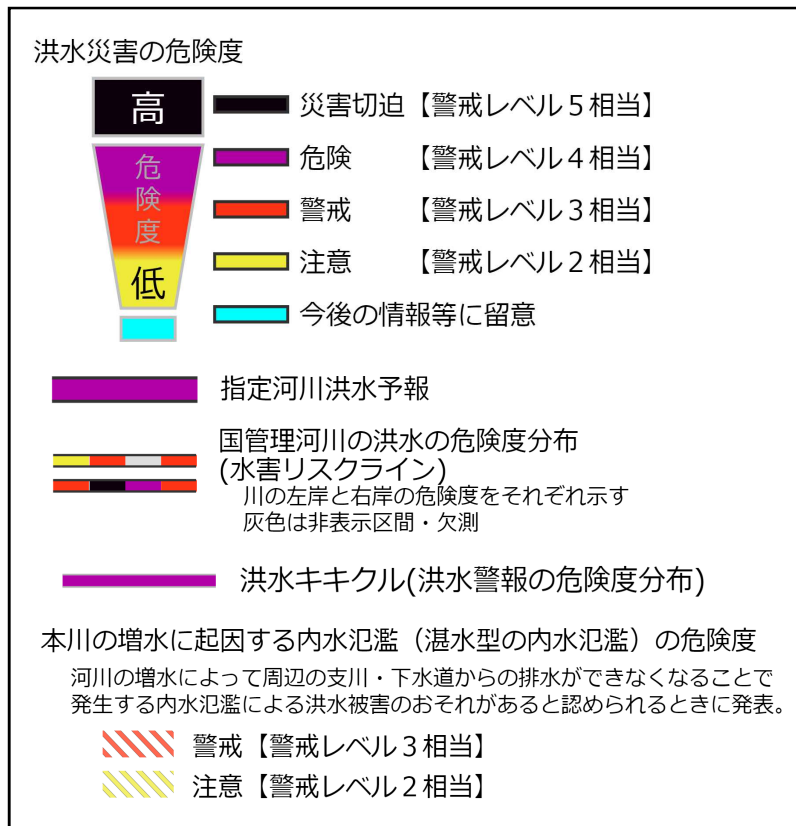 洪水災害の危険度
高
災害切迫【警戒レベル5相当】
危険度
危険 【警戒レベル4相当】
警戒 【警戒レベル3相当】
低
注意 【警戒レベル2相当】
今後の情報等に留意
指定河川洪水予報
国管理河川の洪水の危険度分布
(水害リスクライン)
川の左岸と右岸の危険度をそれぞれ示す
灰色は非表示区間・欠測
洪水キキクル(洪水警報の危険度分布)
本川の増水に起因する内水氾濫（湛水型の内水氾濫）の危険度
河川の増水によって周辺の支川・下水道からの排水ができなくなることで
発生する内水氾濫による洪水被害のおそれがあると認められるときに発表。
警戒【警戒レベル3相当】
注意【警戒レベル2相当】